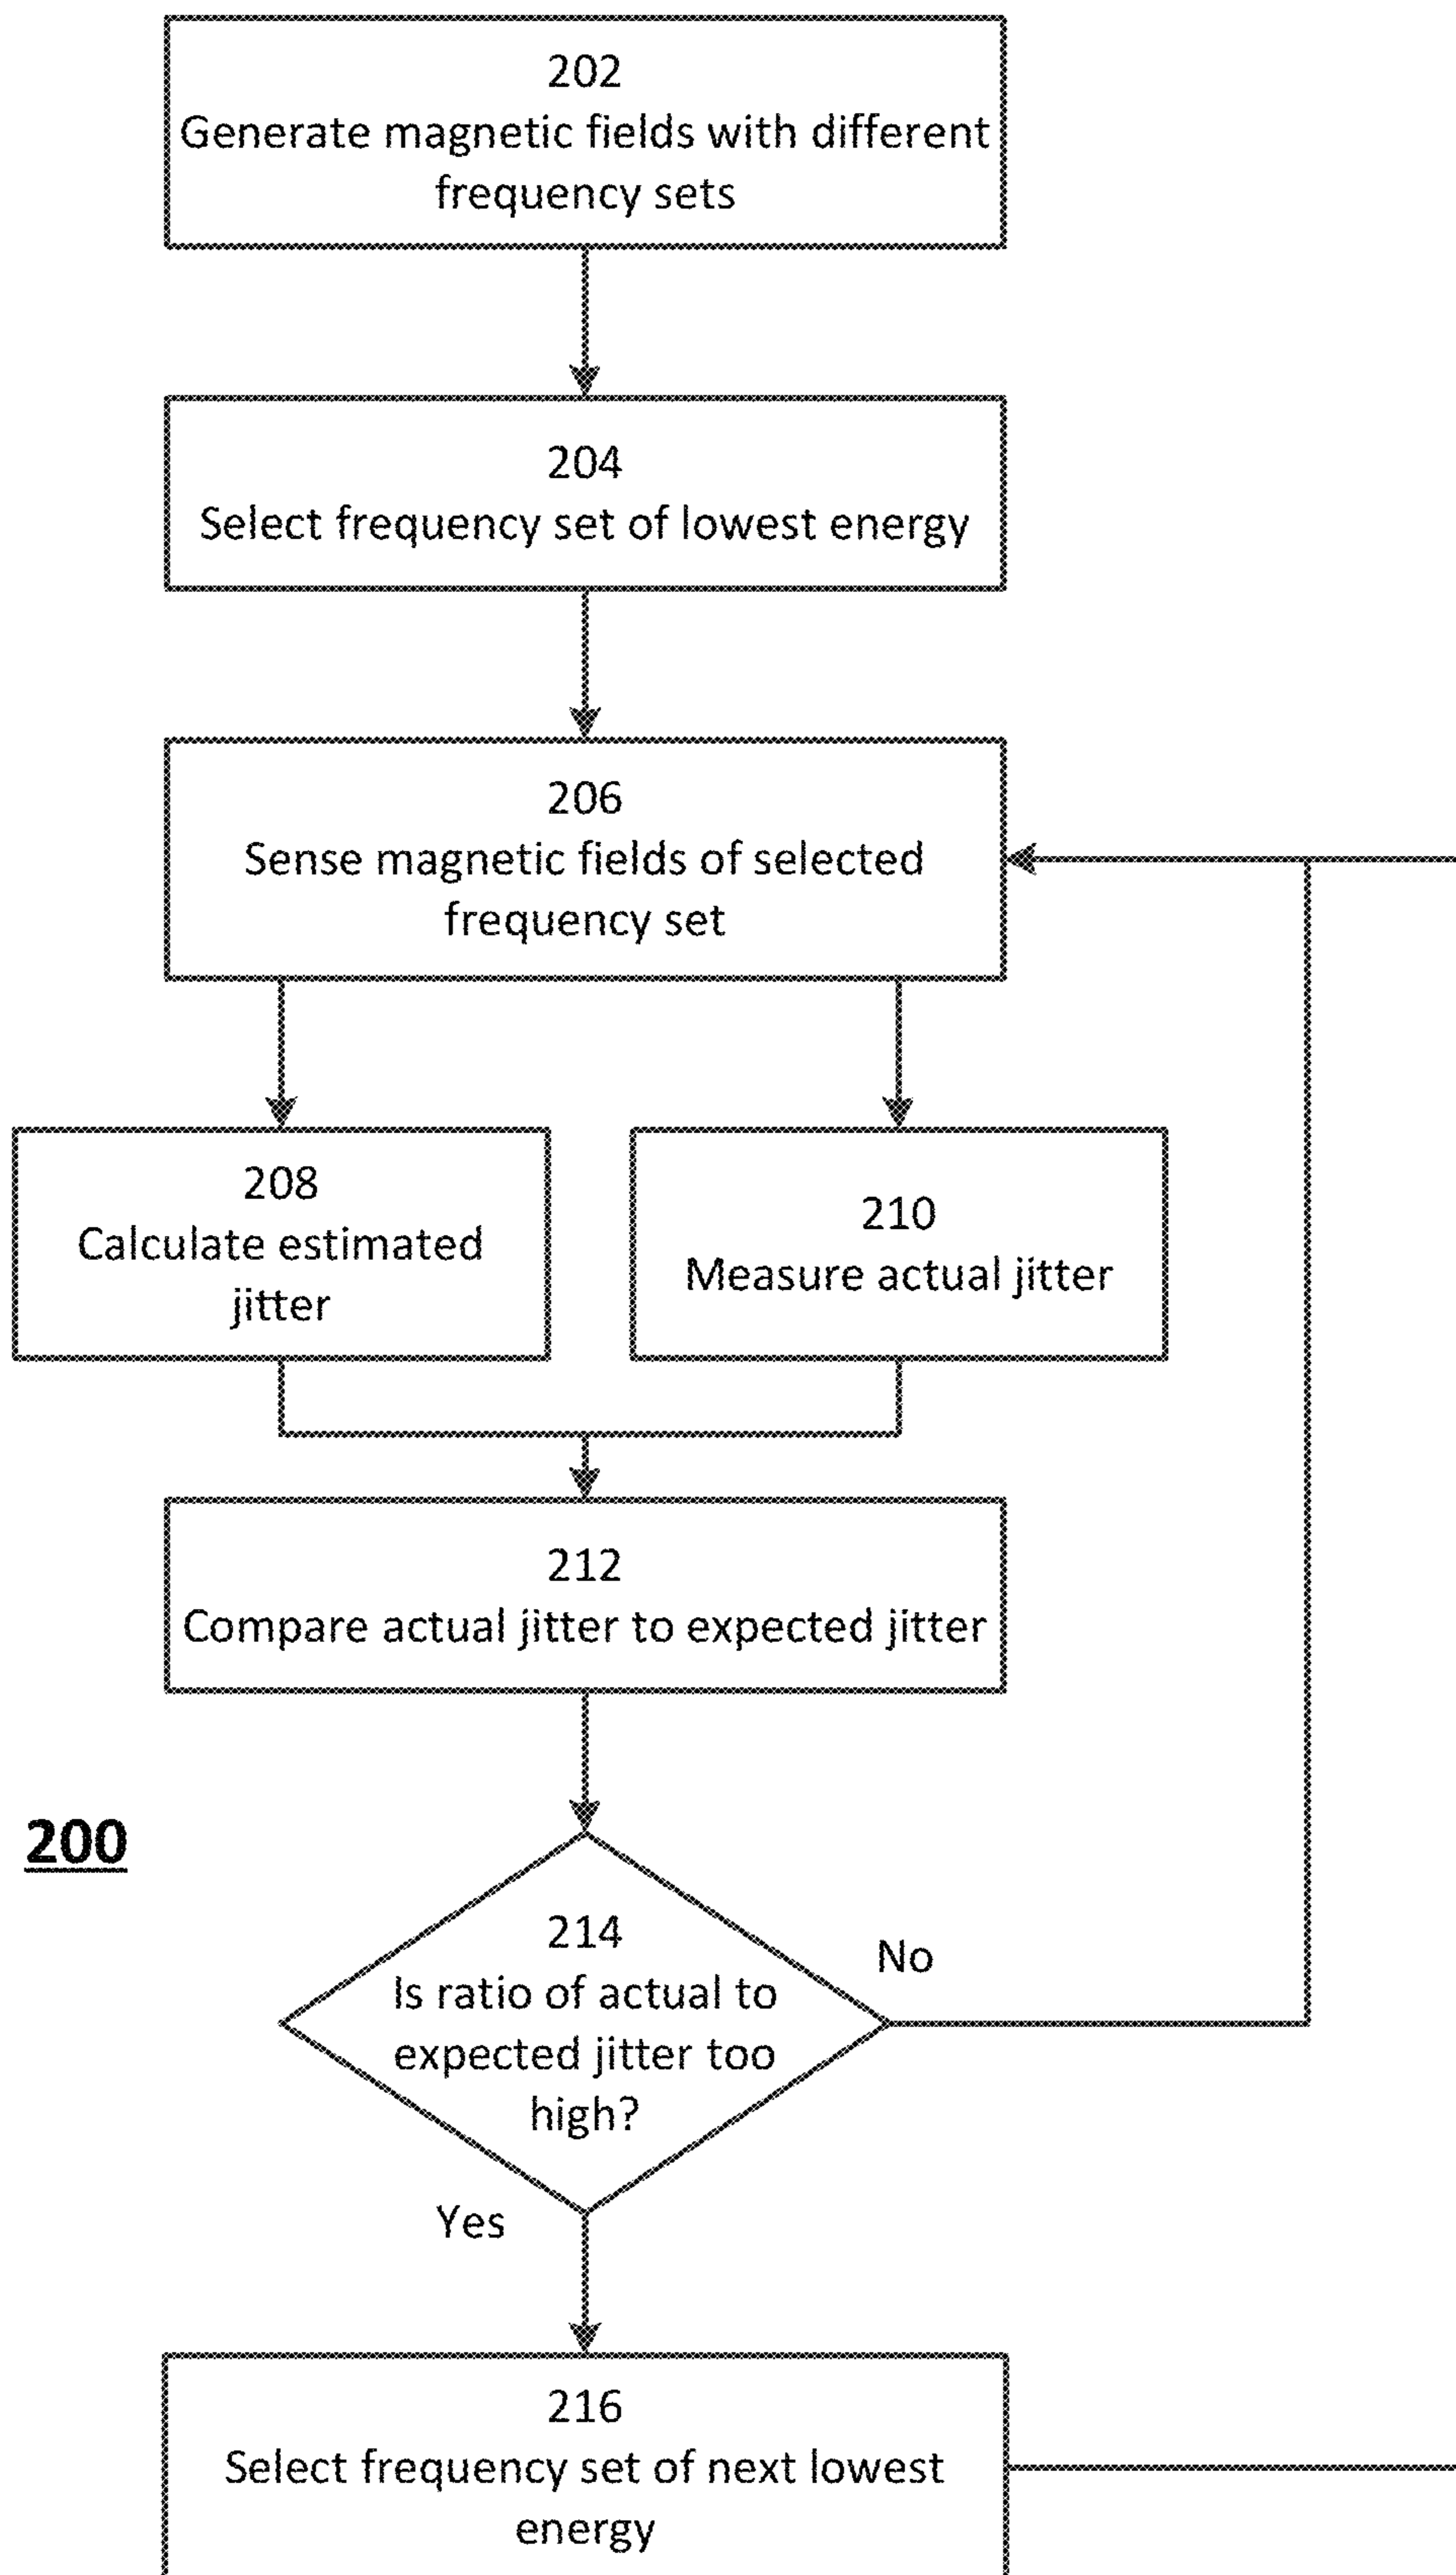 202
Generate magnetic fields with different
frequency sets
204
Select frequency set of lowest energy
206
Sense magnetic fields of selected
frequency set
208
Calculate estimated
jitter
210
Measure actual jitter
212
Compare actual jitter to expected jitter
200
214
Is ratio of actual to
expected jitter too
high?
No
Yes
216
Select frequency set of next lowest
energy